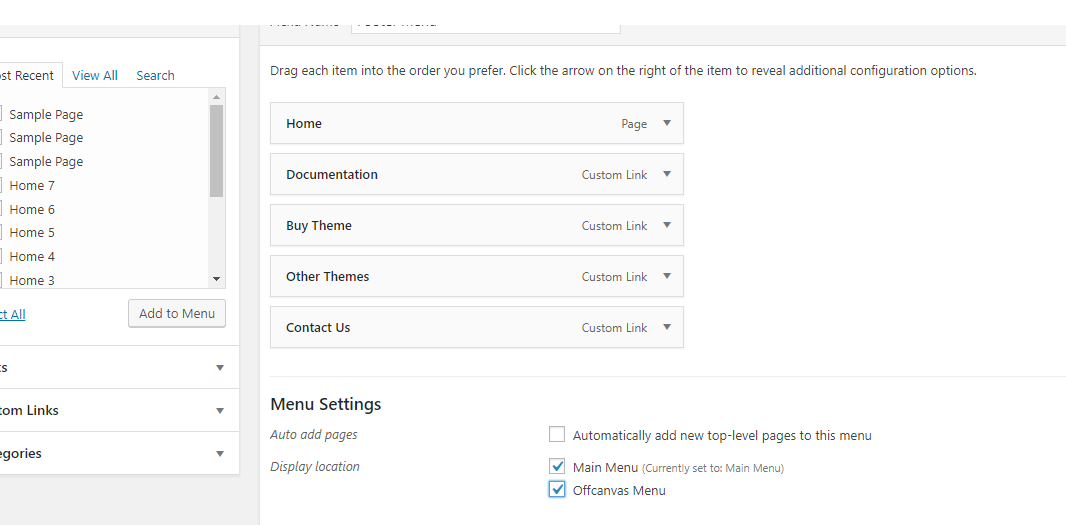 Most Recent View All Search
Sample Page
Sample Page
Sample Page
Home 7
Home 6
Home 5
Home 4
Home 3
ct All Add to Menu
ts
tom Links
egories
Menu Name Footer Menu
Drag each item into the order you prefer. Click the arrow on the right of the item to reveal additional configuration options.
Home Page
Documentation Custom Link
Buy Theme Custom Link
Other Themes Custom Link
Contact Us Custom Link
Menu Settings
Auto add pages Automatically add new top-level pages to this menu
Display location Main Menu (Currently set to: Main Menu)
Offcanvas Menu